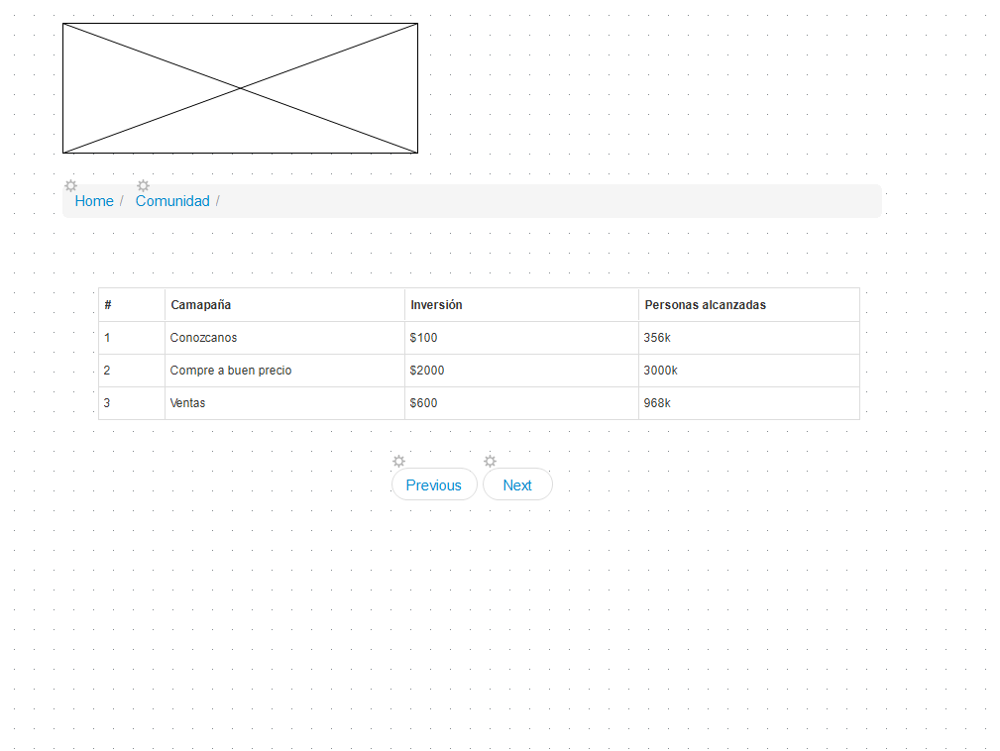 Home / Comunidad /
# Camapaña Inversión Personas alcanzadas
1 Conozcanos $100 356k
2 Compre a buen precio $2000 3000k
3 Ventas $600 968k
Previous Next